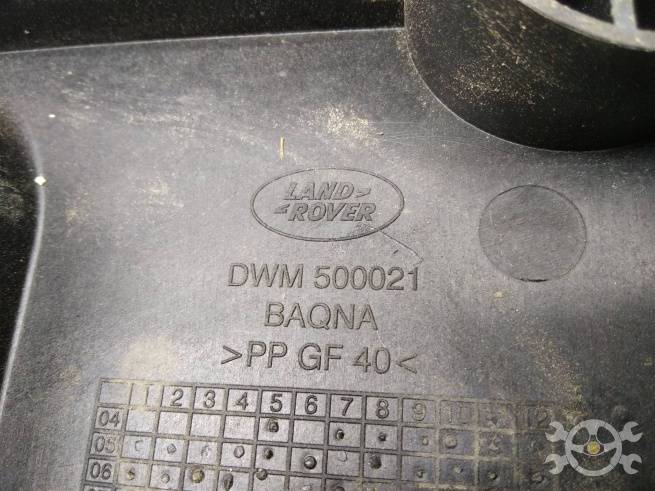 LAND
ROVER
DWM 500021
BAQNA
>PP GF 40<
1 2 3 4 5 6 7 8 9 10 11 12
04
05
06